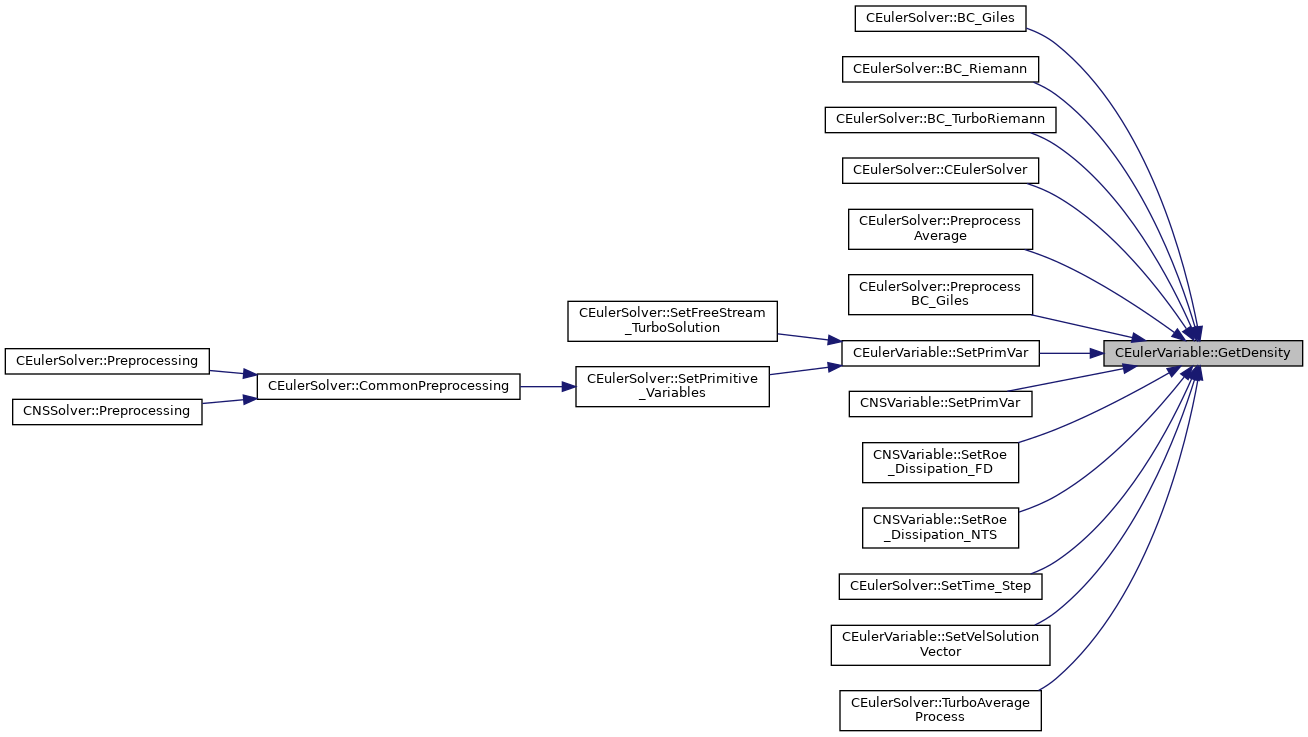 CEulerSolver::BC_Giles
CEulerSolver::BC_Riemann
CEulerSolver::BC_TurboRiemann
CEulerSolver::CEulerSolver
CEulerSolver::Preprocess
Average
CEulerSolver::Preprocess
BC_Giles
CEulerSolver::SetFreeStream
_TurboSolution
CEulerSolver::Preprocessing
CEulerVariable::SetPrimVar
CEulerVariable::GetDensity
CEulerSolver::CommonPreprocessing
CEulerSolver::SetPrimitive
_Variables
CNSSolver::Preprocessing
CNSVariable::SetPrimVar
CNSVariable::SetRoe
_Dissipation_FD
CNSVariable::SetRoe
_Dissipation_NTS
CEulerSolver::SetTime_Step
CEulerVariable::SetVelSolution
Vector
CEulerSolver::TurboAverage
Process